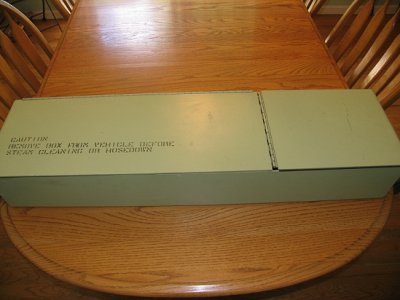 CAUTION
REMOVE BOX FROM VEHICLE BEFORE
STEAM CLEANING OR HOSEDOWN